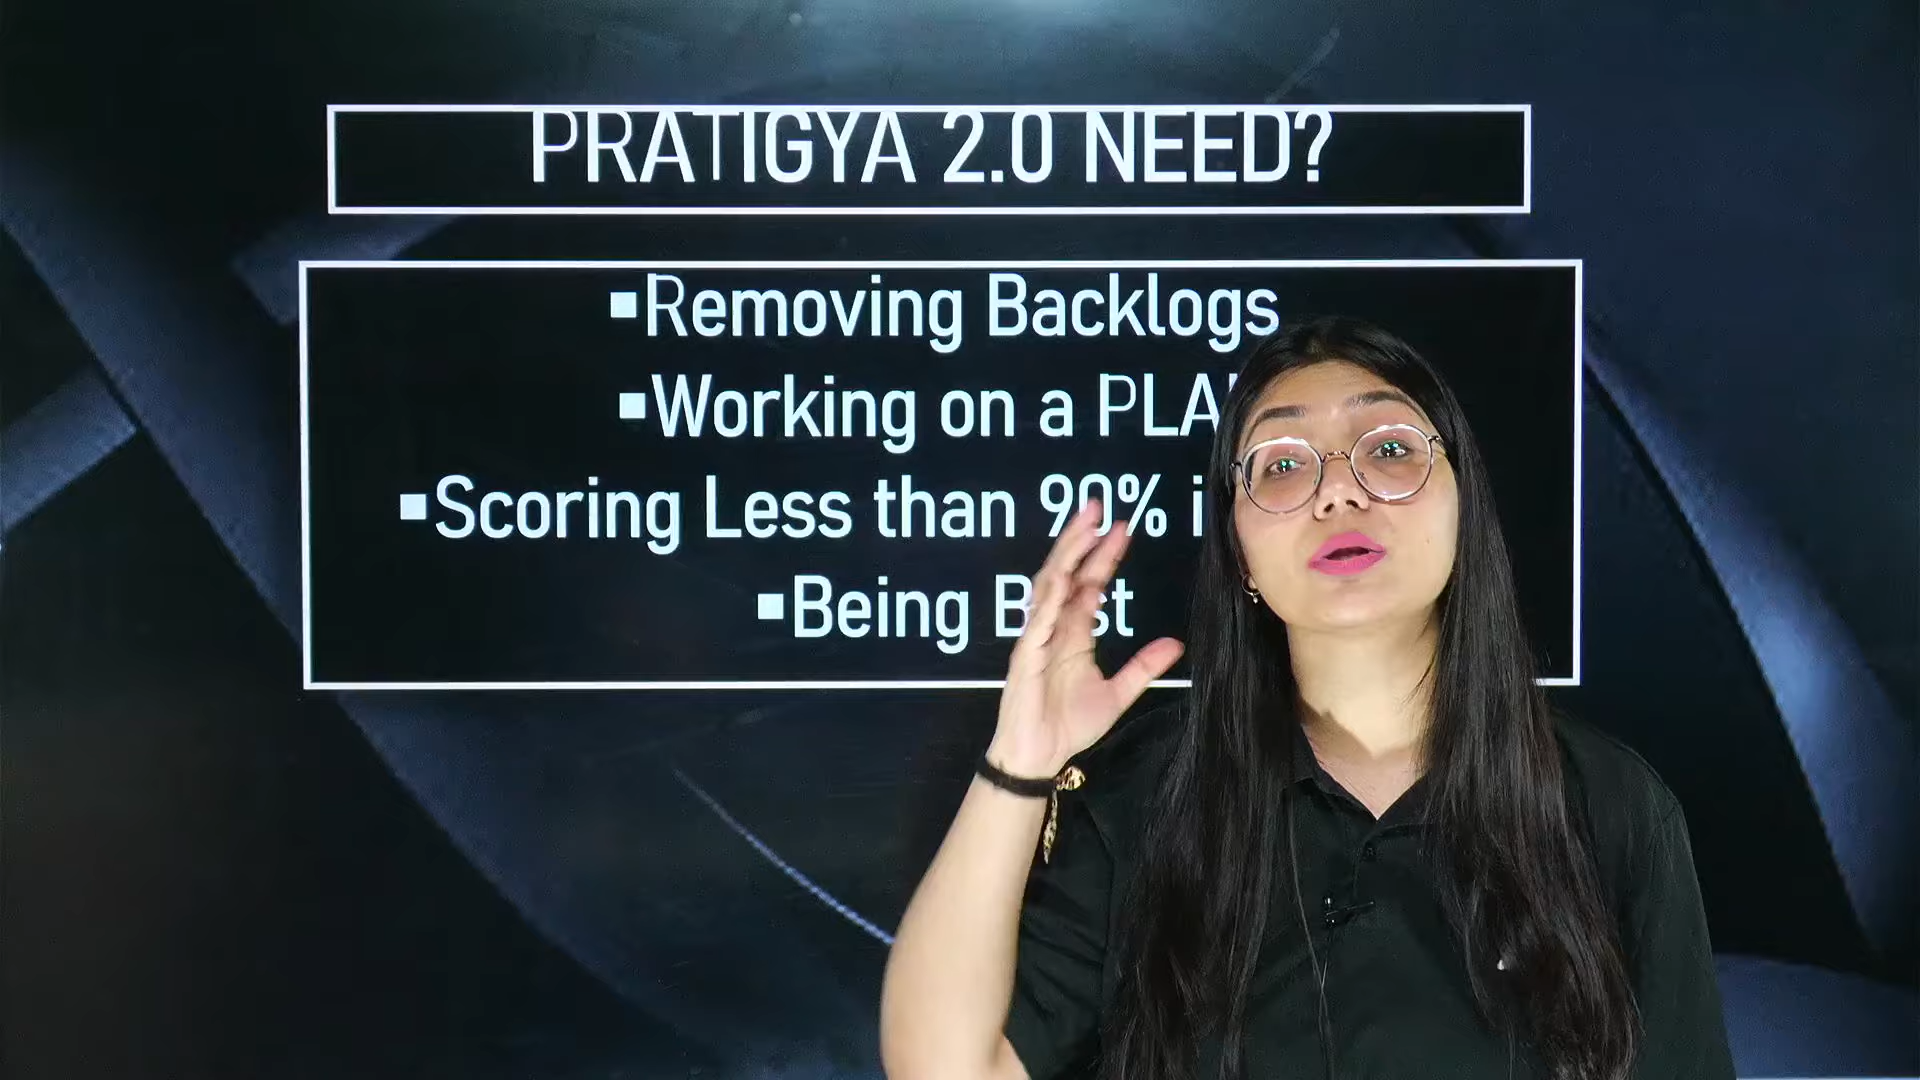 PRATIGYA 2.0 NEED?
▪Removing Backlogs
▪Working on a
▪Scoring Less than 90%
▪Being